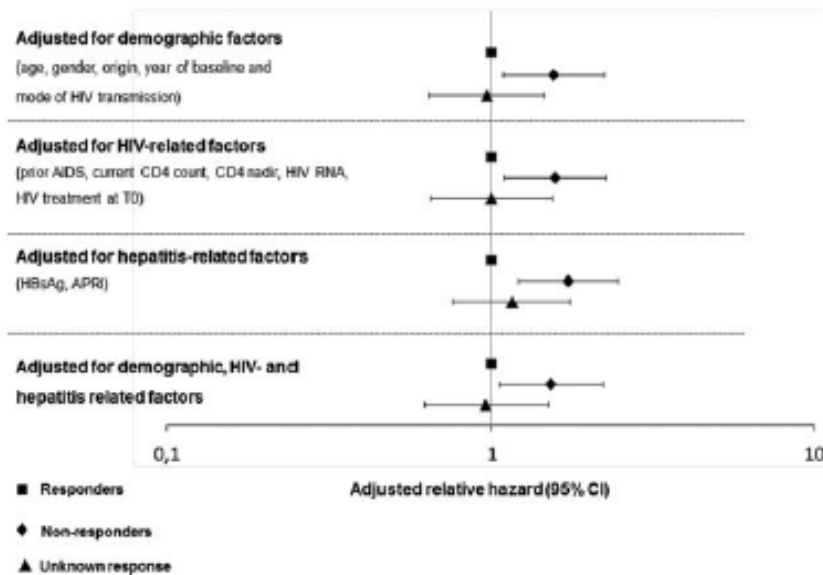 Adjusted for demographic factors
(age, gender, origin, year of baseline and
mode of HIV transmission)
Adjusted for HIV-related factors
(prior AIDS, current CD4 count, CD4 nadir, HIV RNA,
HIV treatment at T0)
Adjusted for hepatitis-related factors
(HBsAg, APRI)
Adjusted for demographic, HIV- and
hepatitis related factors
0,1 1 10
Adjusted relative hazard (95% CI)
Responders
Non-responders
Unknown response